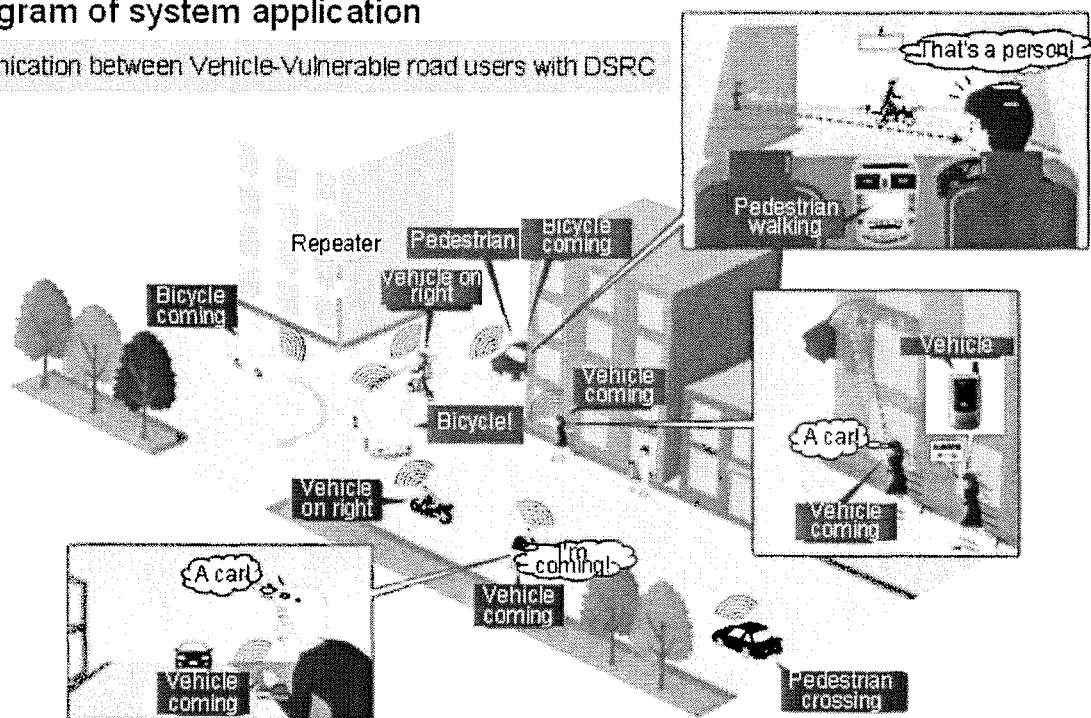 gram of system application
nication between Vehicle-Vulnerable road users with DSRC
That's a person!
Pedestrian
walking
Repeater
Pedestrian
Bicycle
coming
Vehicle on
right
Bicycle
coming
Vehicle
coming
Bicycle!
Vehicle
A car!
Vehicle
coming
Vehicle
on right
I'm
coming!
Vehicle
coming
A car!
Vehicle
coming
Pedestrian
crossing